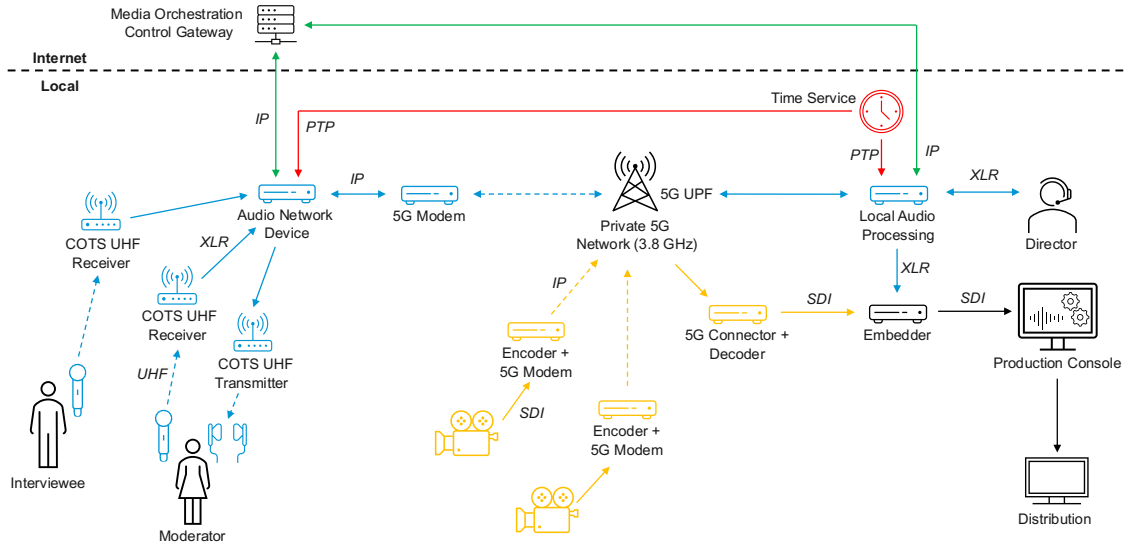 Media Orchestration
Control Gateway
Internet
Local
Time Service
IP
PTP
PTP
IP
IP
XLR
5G UPF
Audio Network
Device
5G Modem
Private 5G
Network (3.8 GHz)
Local Audio
Processing
Director
COTS UHF
Receiver
XLR
XLR
COTS UHF
Receiver
IP
SDI
SDI
COTS UHF
Transmitter
Encoder +
5G Modem
5G Connector +
Decoder
Embedder
Production Console
UHF
SDI
Encoder +
5G Modem
Interviewee
Moderator
Distribution